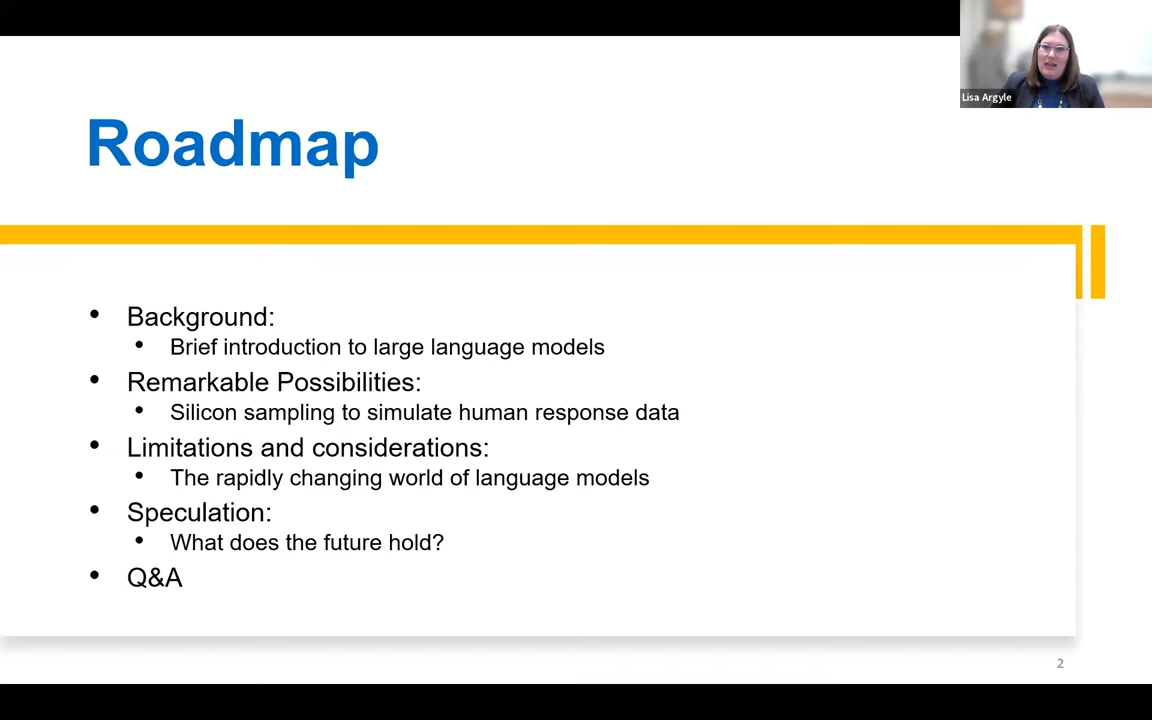 Lisa Argyle
Roadmap
• Background:
• Brief introduction to large language models
• Remarkable Possibilities:
• Silicon sampling to simulate human response data
• Limitations and considerations:
• The rapidly changing world of language models
• Speculation:
• What does the future hold?
• Q&A
2